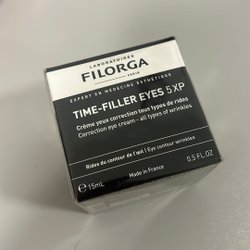 LABORATOIRES
FILORGA
PARIS
EXPERT EN MÉDECINE ESTHÉTIQUE
TIME-FILLER EYES 5XP
Crème yeux correction tous types de rides
Correction eye cream - all types of wrinkles
Rides du contour de l'œil / Eye contour wrinkles
℮ 15mL
0.5 FL.OZ
Made in France